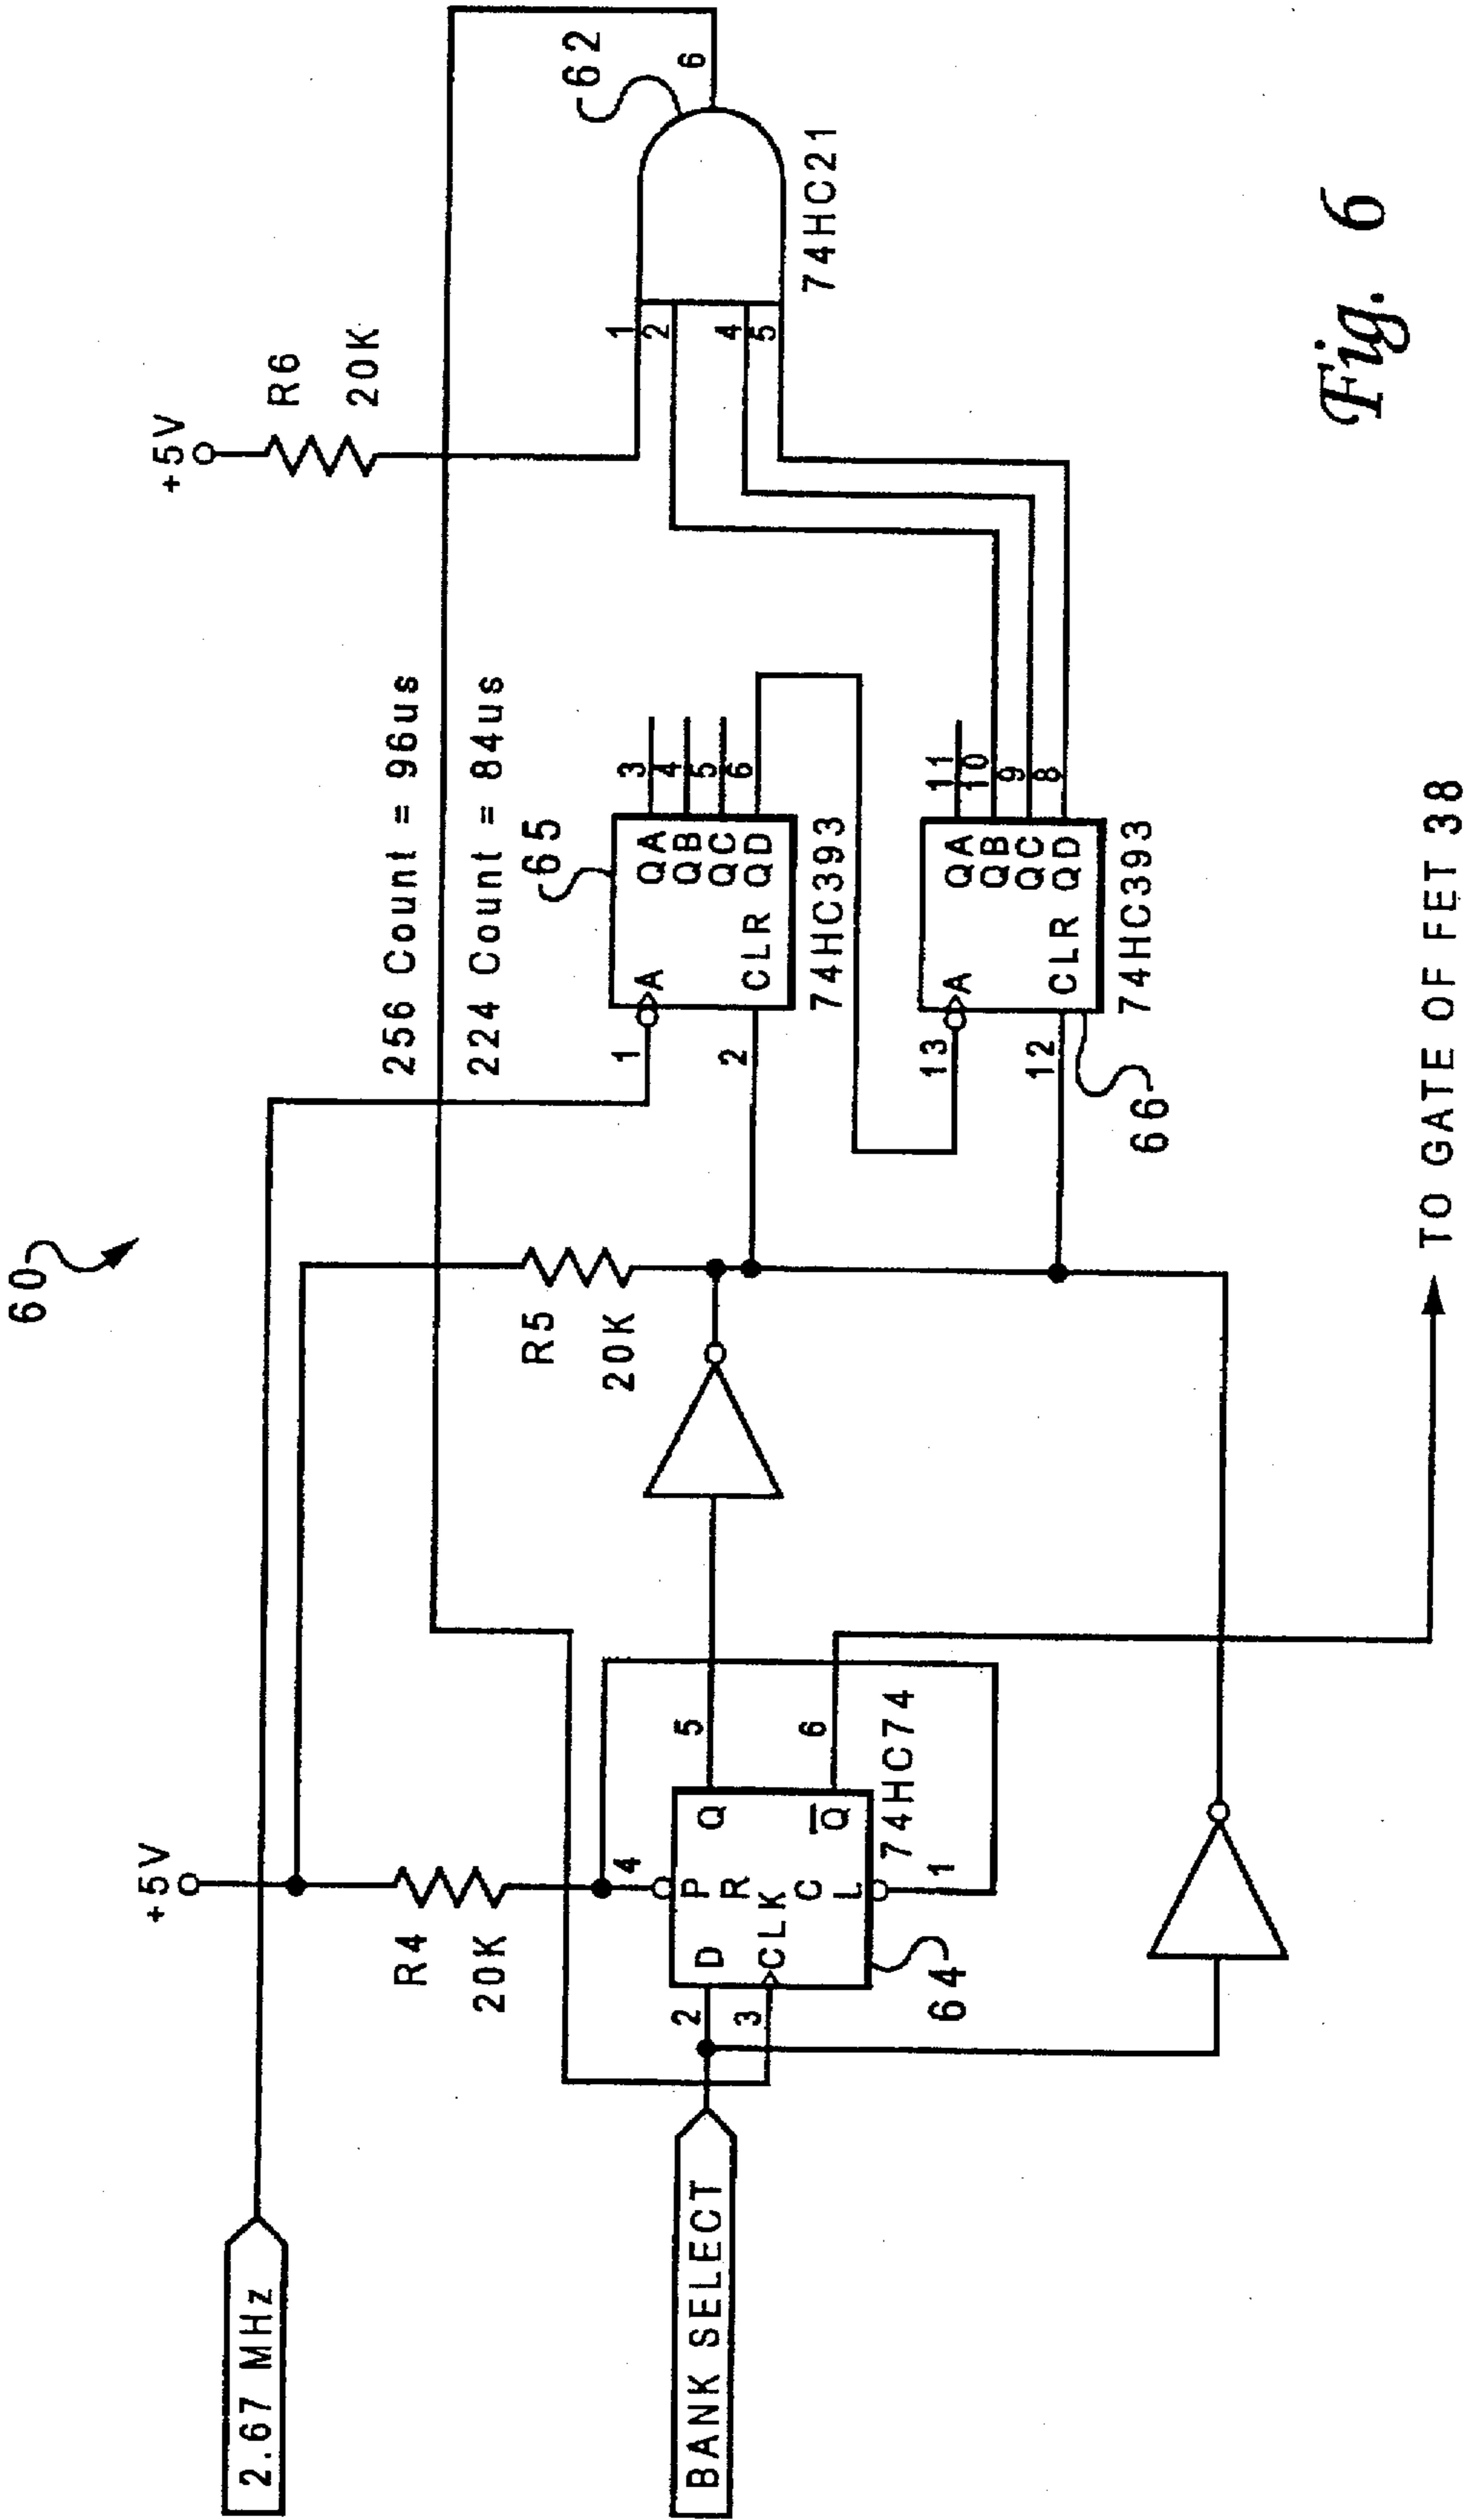 60
+5V
+5V
R6
20K
2.67 MHz
256 Count = 96us
224 Count = 84us
R4
20K
R5
20K
62
65
1
2
3
4
5
6
A
CLR
QA
QB
QC
QD
74HC393
1
2
4
5
6
74HC21
BANK SELECT
2
3
4
5
6
1
D
PR
CLK
CL
Q
Q̅
74HC74
64
13
12
11
10
9
8
A
CLR
QA
QB
QC
QD
74HC393
66
TO GATE OF FET 38
Fig. 6